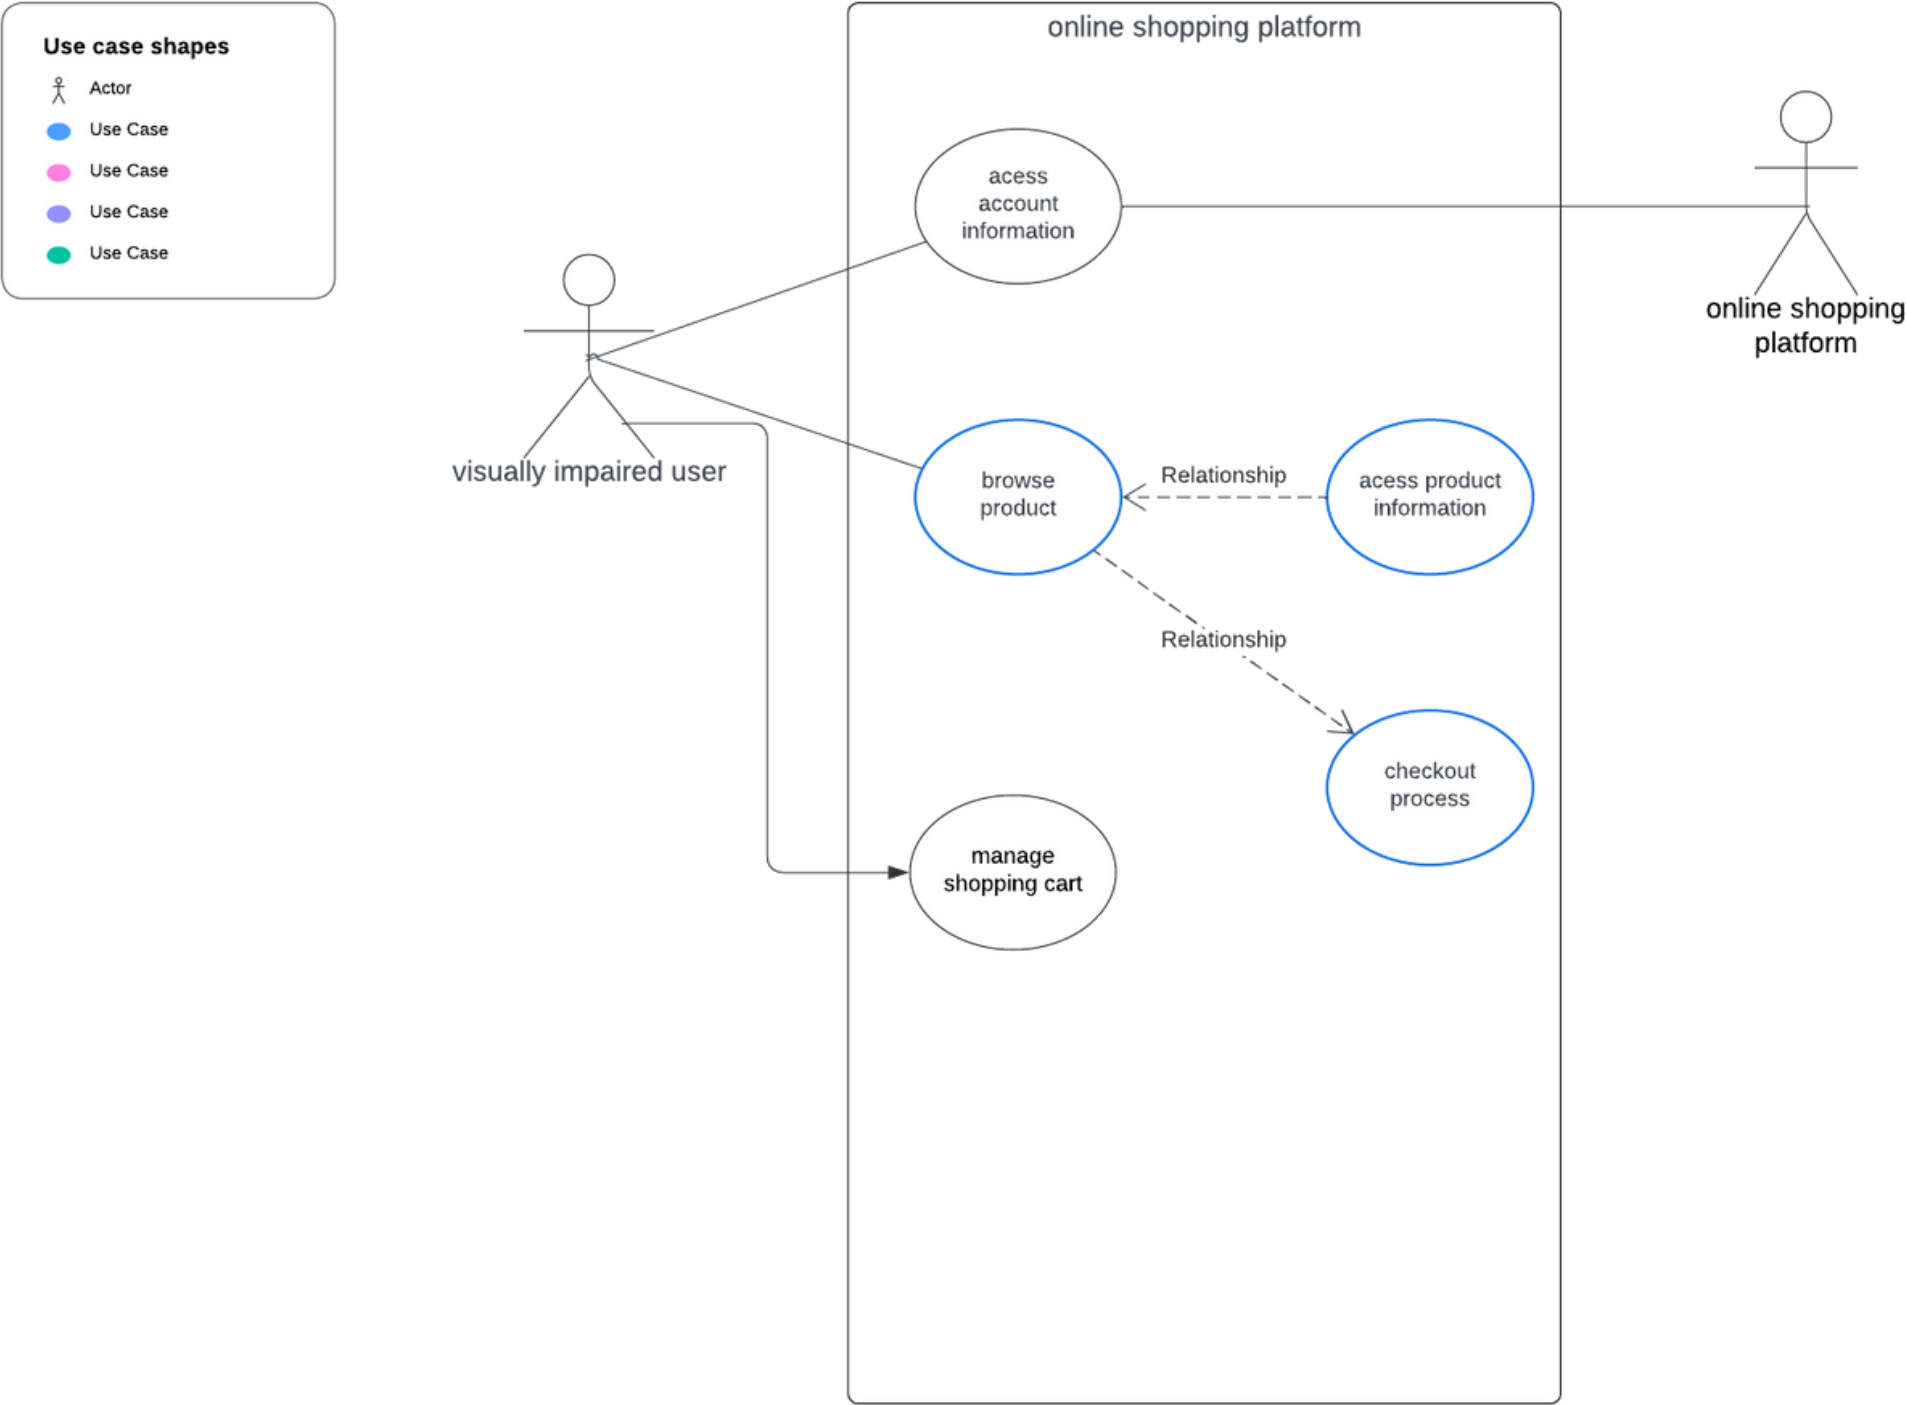 Use case shapes
Actor
Use Case
Use Case
Use Case
Use Case
online shopping platform
acess
account
information
online shopping
platform
visually impaired user
browse
product
Relationship
acess product
information
Relationship
checkout
process
manage
shopping cart